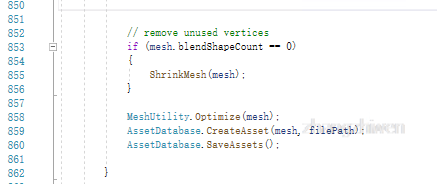 850
851
852 // remove unused vertices
853 if (mesh.blendShapeCount == 0)
854 {
855 ShrinkMesh(mesh);
856 }
857
858 MeshUtility.Optimize(mesh);
859 AssetDatabase.CreateAsset(mesh, filePath);
860 AssetDatabase.SaveAssets();
861
862 }